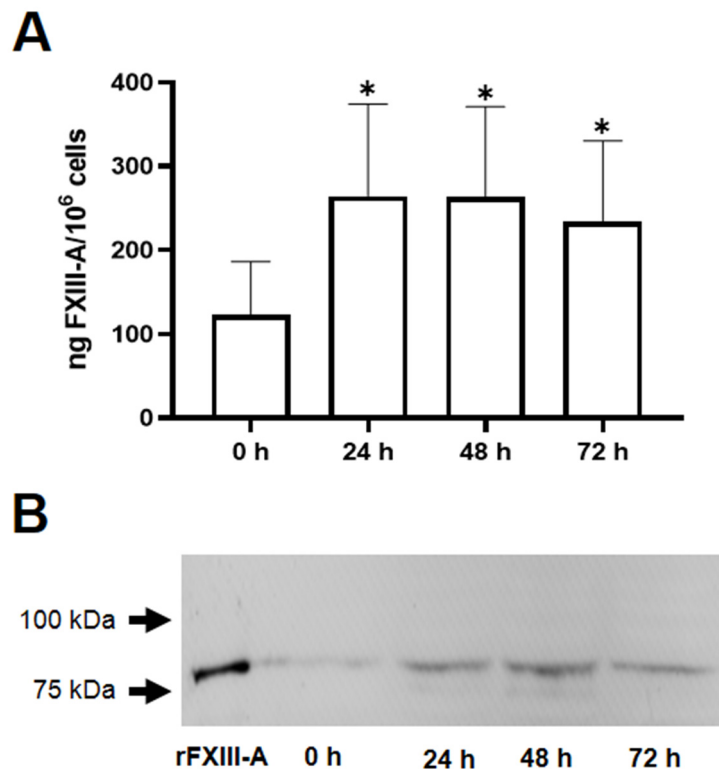 A
ng FXIII-A/10⁶ cells
400
300
200
100
0
*
*
*
0 h 24 h 48 h 72 h
B
100 kDa
75 kDa
rFXIII-A 0 h 24 h 48 h 72 h